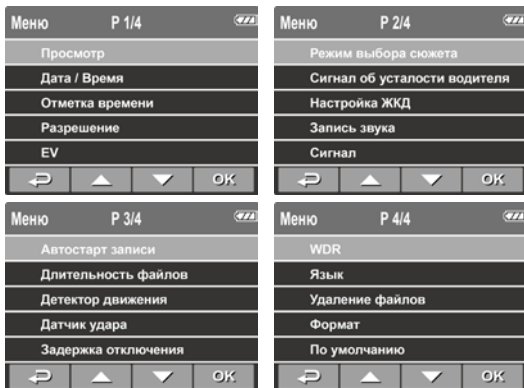 Меню P 1/4
Просмотр
Дата / Время
Отметка времени
Разрешение
EV
OK
Меню P 2/4
Режим выбора сюжета
Сигнал об усталости водителя
Настройка ЖКД
Запись звука
Сигнал
OK
Меню P 3/4
Автостарт записи
Длительность файлов
Детектор движения
Датчик удара
Задержка отключения
OK
Меню P 4/4
WDR
Язык
Удаление файлов
Формат
По умолчанию
OK